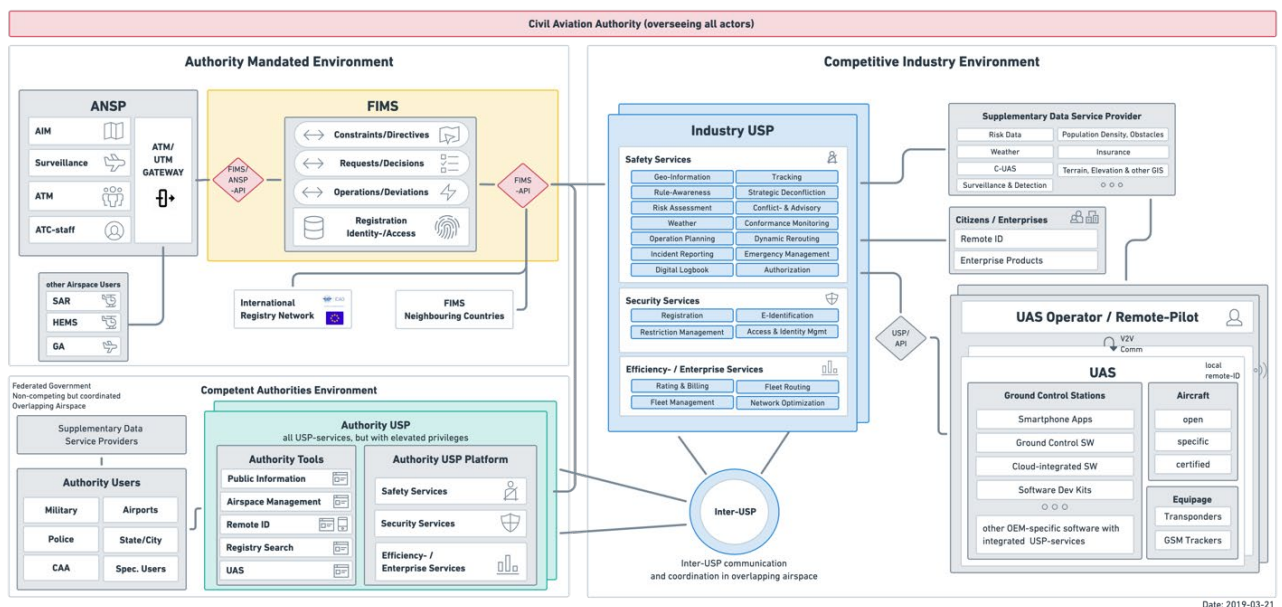 Civil Aviation Authority (overseeing all actors)
Authority Mandated Environment
ANSP
AIM
Surveillance
ATM
ATC-staff
ATM/
UTM
GATEWAY
FIMS/
ANSP
-API
FIMS
Constraints/Directives
Requests/Decisions
Operations/Deviations
Registration
Identity-/Access
FIMS
-API
other Airspace Users
SAR
HEMS
GA
International
Registry Network
FIMS
Neighbouring Countries
Federated Government
Non-competing but coordinated
Overlapping Airspace
Competent Authorities Environment
Supplementary Data
Service Providers
Authority Users
Military
Airports
Police
State/City
CAA
Spec. Users
Authority USP
all USP-services, but with elevated privileges
Authority Tools
Public Information
Airspace Management
Remote ID
Registry Search
UAS
Authority USP Platform
Safety Services
Security Services
Efficiency- /
Enterprise Services
Competitive Industry Environment
Industry USP
Safety Services
Geo-Information
Tracking
Rule-Awareness
Strategic Deconfliction
Risk Assessment
Conflict- & Advisory
Weather
Conformance Monitoring
Operation Planning
Dynamic Rerouting
Incident Reporting
Emergency Management
Digital Logbook
Authorization
Security Services
Registration
E-Identification
Restriction Management
Access & Identity Mgmt
Efficiency- / Enterprise Services
Rating & Billing
Fleet Routing
Fleet Management
Network Optimization
Inter-USP
Inter-USP communication
and coordination in overlapping airspace
Supplementary Data Service Provider
Risk Data
Population Density, Obstacles
Weather
Insurance
C-UAS
Terrain, Elevation & other GIS
Surveillance & Detection
Citizens / Enterprises
Remote ID
Enterprise Products
USP/
API
UAS Operator / Remote-Pilot
V2V
Comm
UAS
local
remote-ID
Ground Control Stations
Smartphone Apps
Ground Control SW
Cloud-integrated SW
Software Dev Kits
other OEM-specific software with
integrated USP-services
Aircraft
open
specific
certified
Equipage
Transponders
GSM Trackers
Date: 2019-03-21